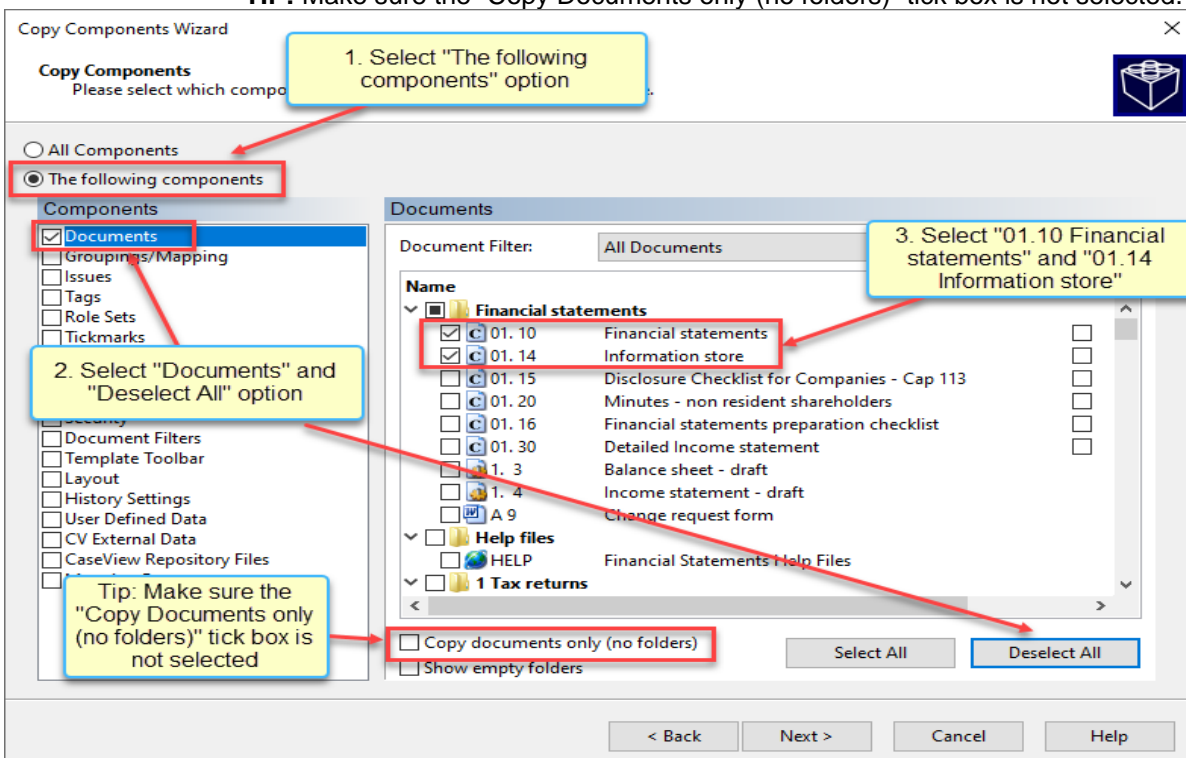 TIP: Make sure the "Copy Documents only (no folders)" tick box is not selected.
Copy Components Wizard
1. Select "The following
components" option
Copy Components
Please select which compo
All Components
The following components
Components
Documents
Groupings/Mapping
Issues
Tags
Role Sets
Tickmarks
2. Select "Documents" and
"Deselect All" option
Security
Document Filters
Template Toolbar
Layout
History Settings
User Defined Data
CV External Data
CaseView Repository Files
Tip: Make sure the
"Copy Documents only
(no folders)" tick box is
not selected
Documents
Document Filter: All Documents
3. Select "01.10 Financial
statements" and "01.14
Information store"
Name
Financial statements
01. 10 Financial statements
01. 14 Information store
01. 15 Disclosure Checklist for Companies - Cap 113
01. 20 Minutes - non resident shareholders
01. 16 Financial statements preparation checklist
01. 30 Detailed Income statement
1. 3 Balance sheet - draft
1. 4 Income statement - draft
A 9 Change request form
Help files
HELP Financial Statements Help Files
1 Tax returns
Copy documents only (no folders)
Show empty folders
Select All Deselect All
< Back Next > Cancel Help